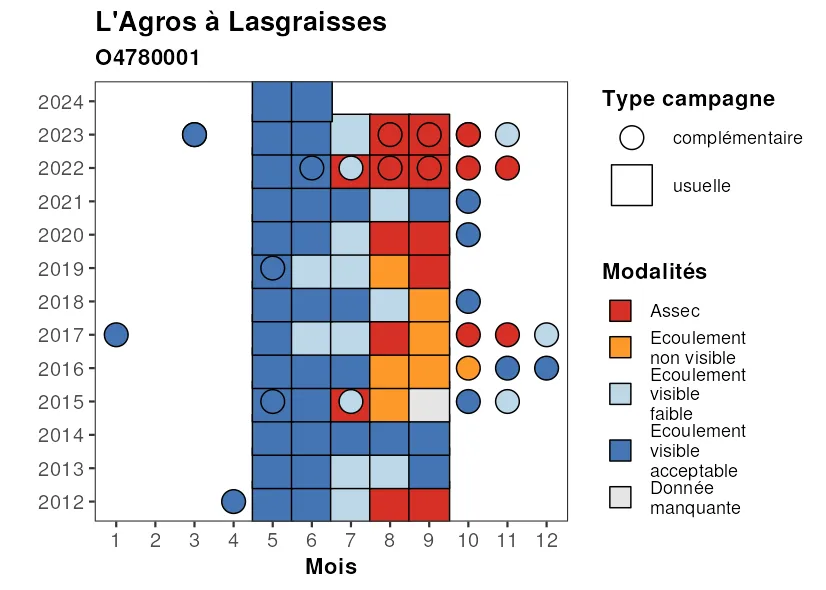 L'Agros à Lasgraisses
O4780001
2024
2023
2022
2021
2020
2019
2018
2017
2016
2015
2014
2013
2012
1 2 3 4 5 6 7 8 9 10 11 12
Mois
Type campagne
complémentaire
usuelle
Modalités
Assec
Ecoulement
non visible
Ecoulement
visible
faible
Ecoulement
visible
acceptable
Donnée
manquante